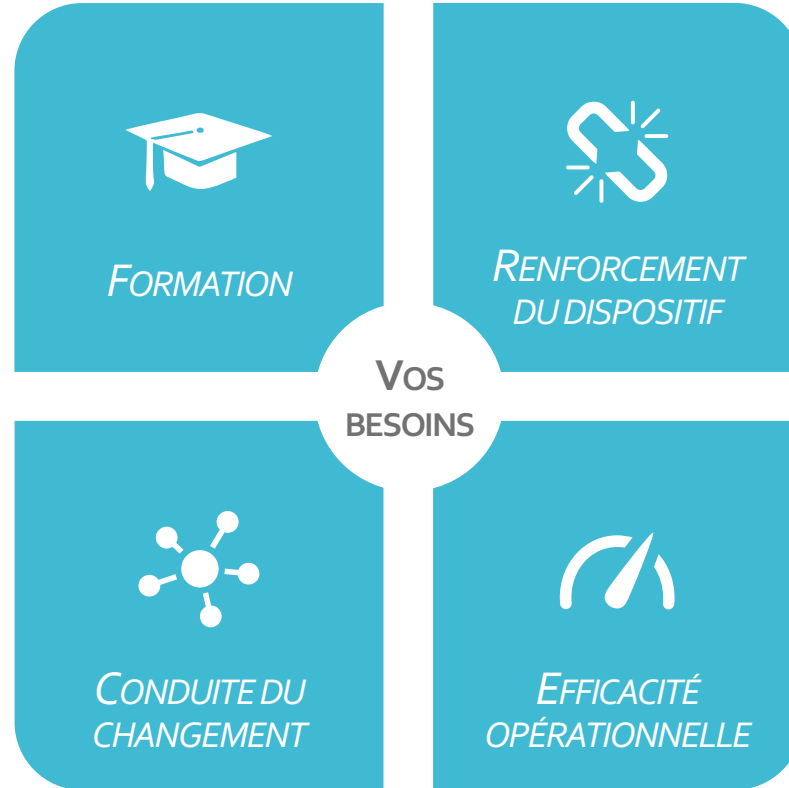 FORMATION
RENFORCEMENT
DU DISPOSITIF
VOS
BESOINS
CONDUITE DU
CHANGEMENT
EFFICACITÉ
OPÉRATIONNELLE